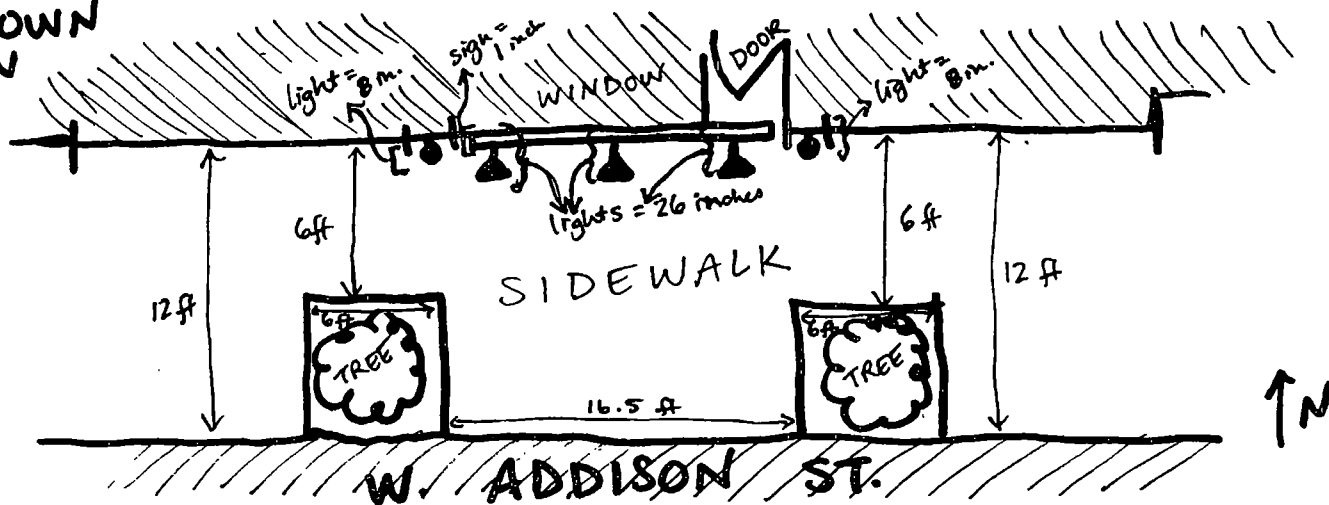 OWN
sign = 1 inch
DOOR
light = 8 in.
WINDOW
light = 8 in.
lights = 26 inches
6ft
6 ft
SIDEWALK
12 ft
12 ft
6ft
6ft
TREE
TREE
16.5 ft
N
W. ADDISON ST.